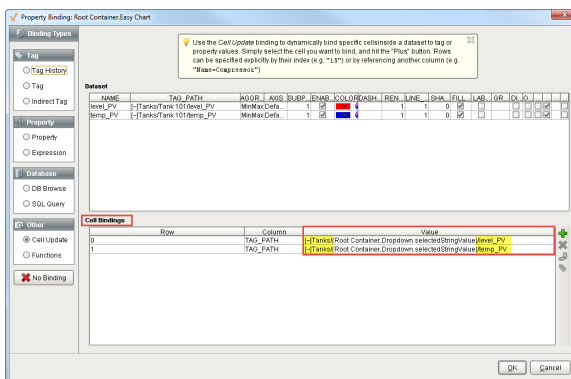 Property Binding: Root Container.Easy Chart
Binding Types
Tag
Tag History
Tag
Indirect Tag
Property
Property
Expression
Database
DB Browse
SQL Query
Other
Cell Update
Functions
No Binding
Use the Cell Update binding to dynamically bind specific cellsinside a dataset to tag or
property values. Simply select the cell you want to bind, and hit the "Plus" button. Rows
can be specified explicitly by their index (e.g. "15") or by referencing another column (e.g.
"Name=Compressor")
Dataset
NAME TAG_PATH AGGR... AXIS SUBP... ENAB... COLOR DASH... REN... LINE_... SHA... FILL... LAB... GR... DI... O...
level_PV [~]Tanks/Tank 101/level_PV MinMax Defa... 1 1 1 0
temp_PV [~]Tanks/Tank 101/temp_PV MinMax Defa... 1 1 1 0
Cell Bindings
Row Column Value
0 TAG_PATH [~]Tanks/{Root Container.Dropdown.selectedStringValue}/level_PV
1 TAG_PATH [~]Tanks/{Root Container.Dropdown.selectedStringValue}/temp_PV
OK Cancel